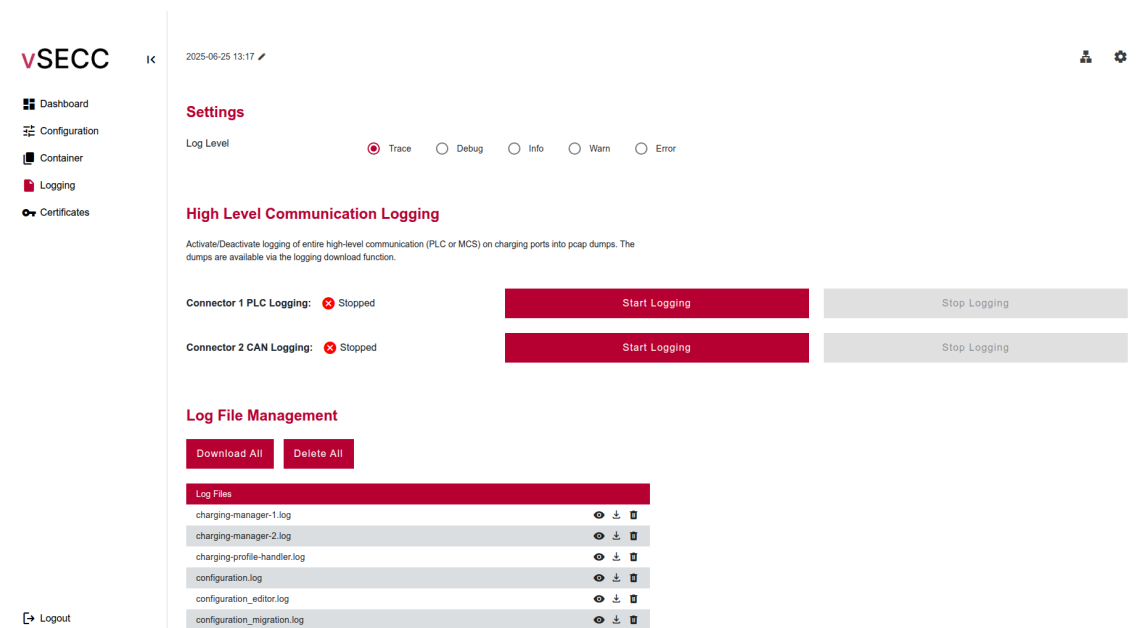 vSECC
2025-06-25 13:17
Dashboard
Configuration
Container
Logging
Certificates
Logout
Settings
Log Level
Trace Debug Info Warn Error
High Level Communication Logging
Activate/Deactivate logging of entire high-level communication (PLC or MCS) on charging ports into pcap dumps. The
dumps are available via the logging download function.
Connector 1 PLC Logging: Stopped Start Logging Stop Logging
Connector 2 CAN Logging: Stopped Start Logging Stop Logging
Log File Management
Download All Delete All
Log Files
charging-manager-1.log
charging-manager-2.log
charging-profile-handler.log
configuration.log
configuration_editor.log
configuration_migration.log